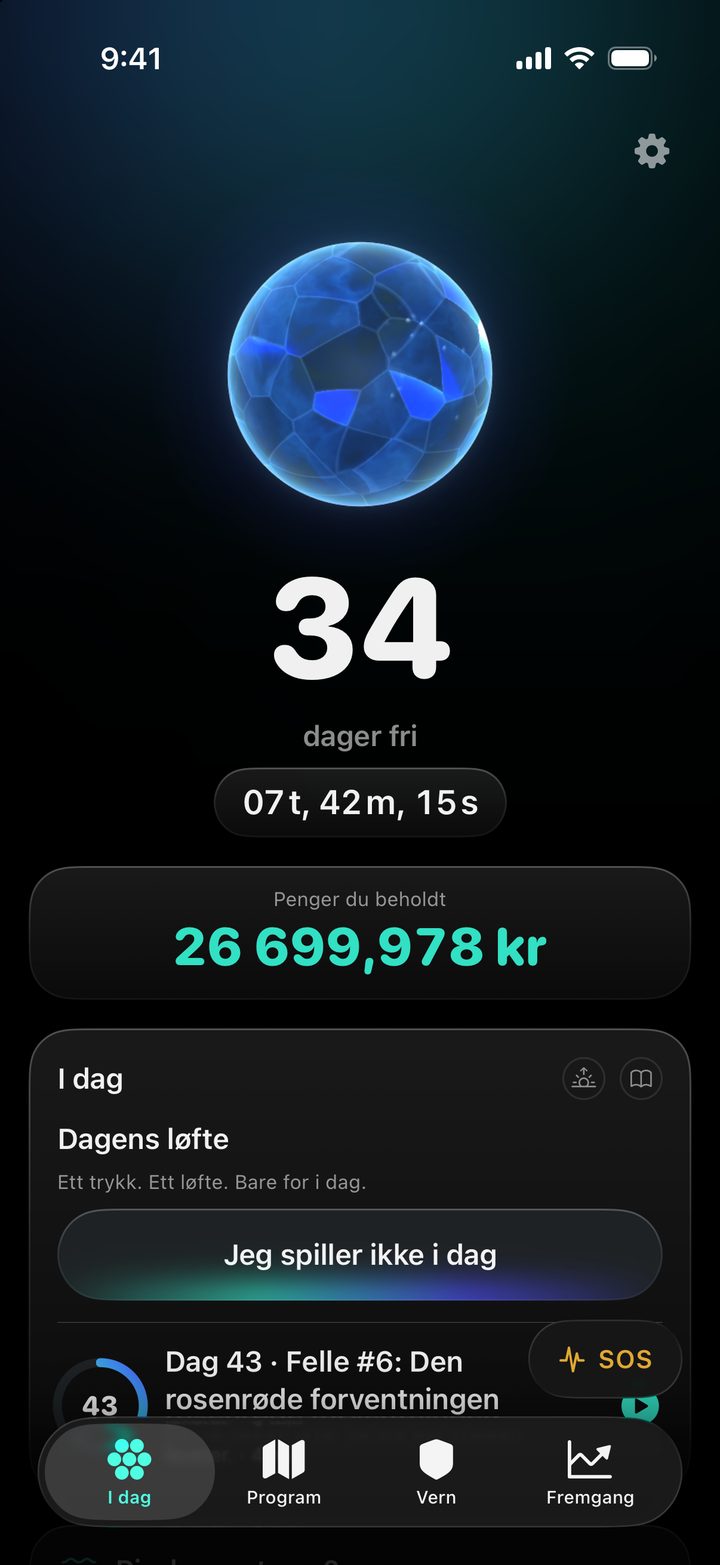 9:41
34
dager fri
07 t, 42 m, 15 s
Penger du beholdt
26 699,978 kr
I dag
Dagens løfte
Ett trykk. Ett løfte. Bare for i dag.
Jeg spiller ikke i dag
Dag 43 · Felle #6: Den
rosenrøde forventningen
43
SOS
I dag
Program
Vern
Fremgang